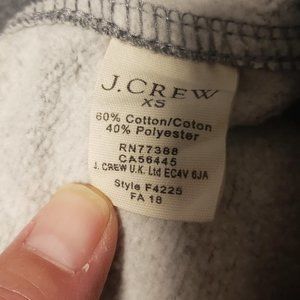 J.CREW
XS
60% Cotton/Coton
40% Polyester
RN77388
CA56445
J. CREW U.K. Ltd EC4V 6JA
Style F4225
FA 18